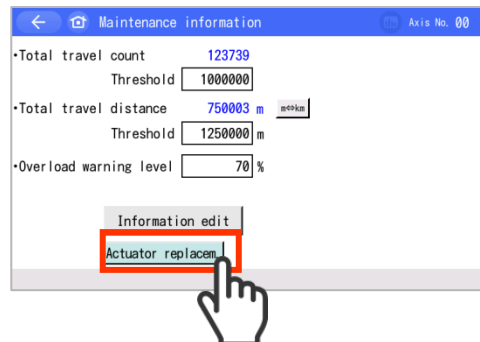 Maintenance information Axis No. 00
•Total travel count 123739
Threshold 1000000
•Total travel distance 750003 m m⇔km
Threshold 1250000 m
•Overload warning level 70 %
Information edit
Actuator replacem.